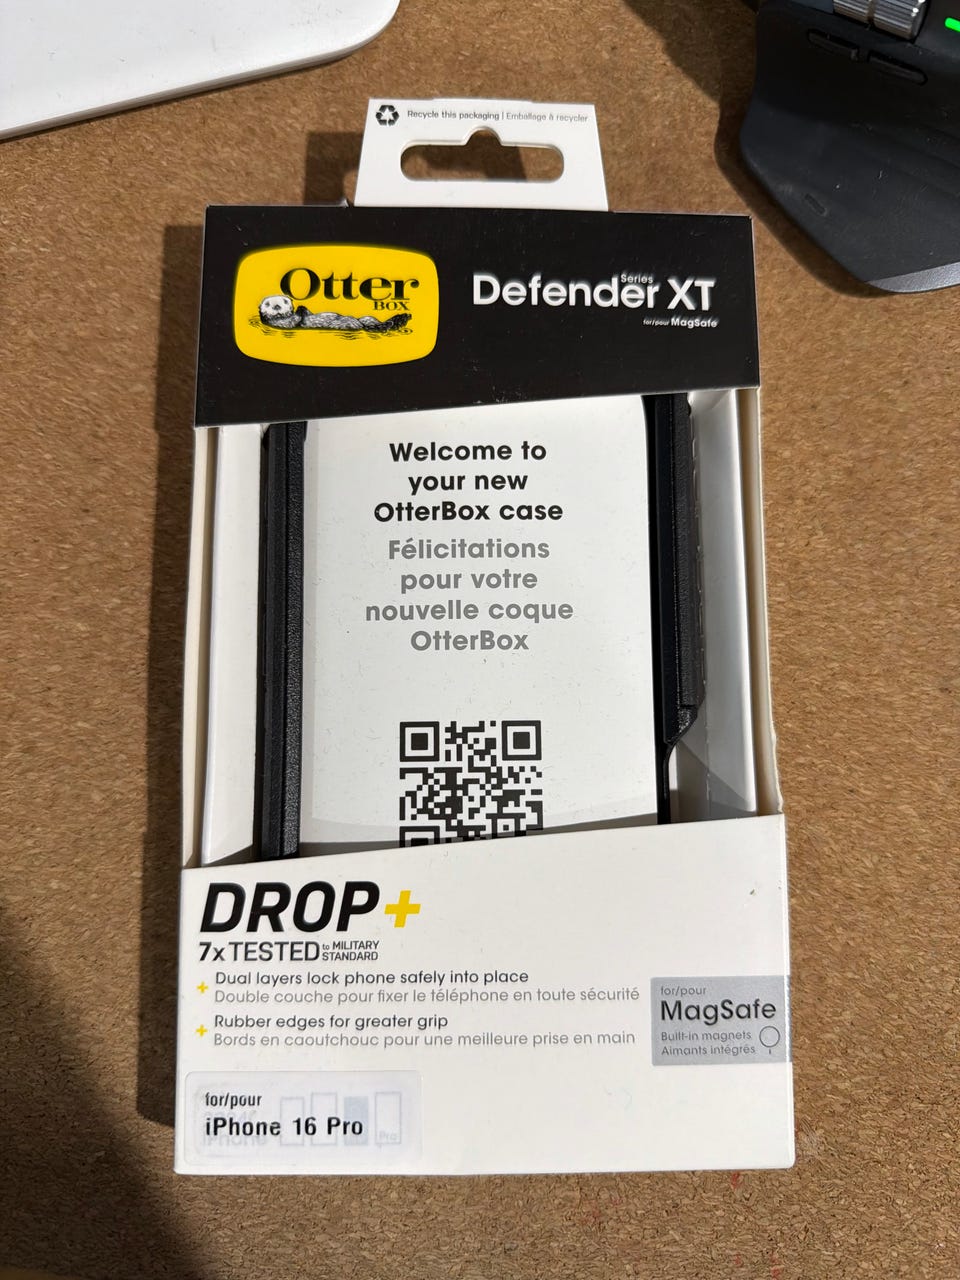 Recycle this packaging | Emballage à recycler
Otter
BOX
Defender Series XT
for/pour MagSafe
Welcome to
your new
OtterBox case
Félicitations
pour votre
nouvelle coque
OtterBox
DROP+
7x TESTED to MILITARY
STANDARD
+ Dual layers lock phone safely into place
Double couche pour fixer le téléphone en toute sécurité
+ Rubber edges for greater grip
Bords en caoutchouc pour une meilleure prise en main
for/pour
MagSafe
Built-in magnets
Aimants intégrés
for/pour
iPhone 16 Pro
Pro